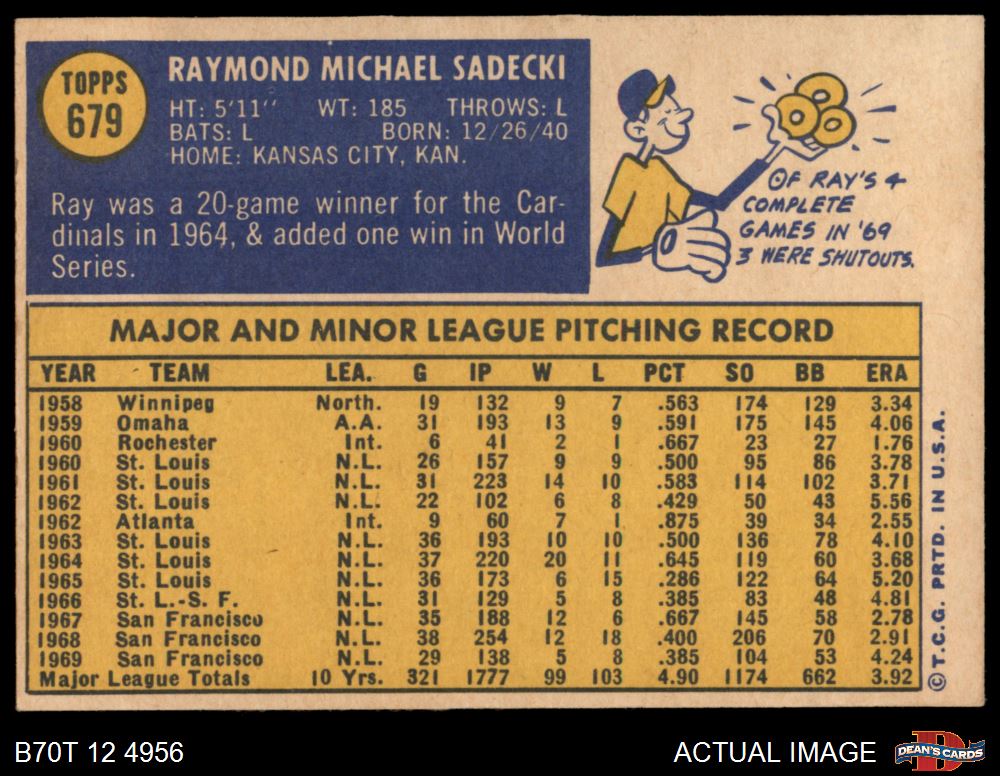 TOPPS
679
RAYMOND MICHAEL SADECKI
HT: 5'11" WT: 185 THROWS: L
BATS: L BORN: 12/26/40
HOME: KANSAS CITY, KAN.
Ray was a 20-game winner for the Car-
dinals in 1964, & added one win in World
Series.
OF RAY'S 4
COMPLETE
GAMES IN '69
3 WERE SHUTOUTS.
MAJOR AND MINOR LEAGUE PITCHING RECORD
YEAR TEAM LEA. G IP W L PCT SO BB ERA
1958 Winnipeg North. 19 132 9 7 .563 174 129 3.34
1959 Omaha A.A. 31 193 13 9 .591 175 145 4.06
1960 Rochester Int. 6 41 2 1 .667 23 27 1.76
1960 St. Louis N.L. 26 157 9 9 .500 95 86 3.78
1961 St. Louis N.L. 31 223 14 10 .583 114 102 3.71
1962 St. Louis N.L. 22 102 6 8 .429 50 43 5.56
1962 Atlanta Int. 9 60 7 1 .875 39 34 2.55
1963 St. Louis N.L. 36 193 10 10 .500 136 78 4.10
1964 St. Louis N.L. 37 220 20 11 .645 119 60 3.68
1965 St. Louis N.L. 36 173 6 15 .286 122 64 5.20
1966 St. L.-S. F. N.L. 31 129 5 8 .385 83 48 4.81
1967 San Francisco N.L. 35 188 12 6 .667 145 58 2.78
1968 San Francisco N.L. 38 254 12 18 .400 206 70 2.91
1969 San Francisco N.L. 29 138 5 8 .385 104 53 4.24
Major League Totals 10 Yrs. 321 1777 99 103 4.90 1174 662 3.92
© T.C.G. PRTD. IN U.S.A.
B70T 12 4956
ACTUAL IMAGE
DEAN'S CARDS